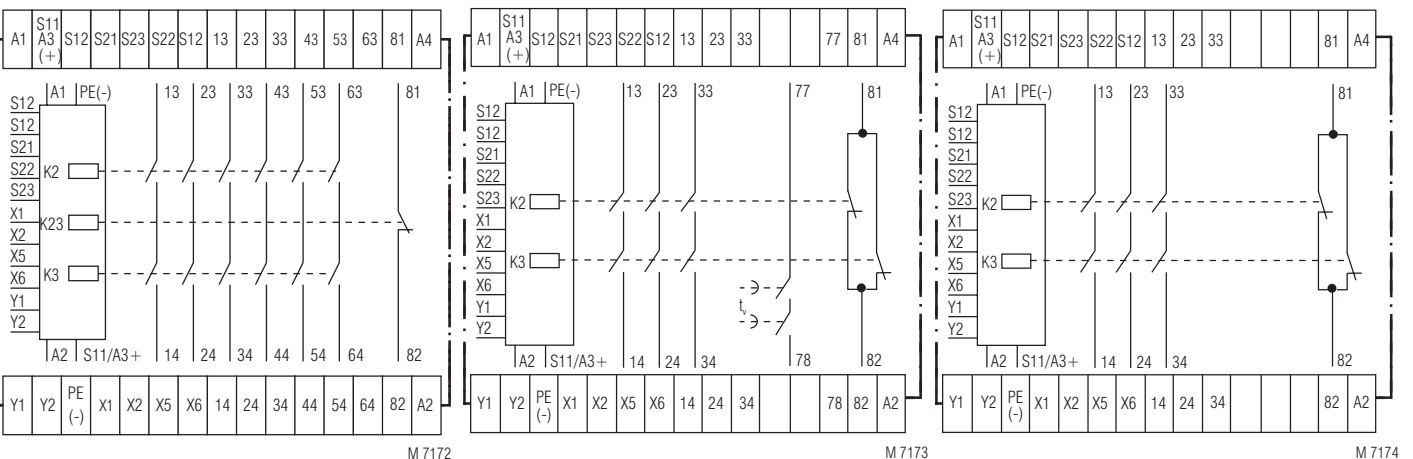 A1 S11 A3 (+) S12 S21 S23 S22 S12 13 23 33 43 53 63 81 A4
A1 PE(-) 13 23 33 43 53 63 81
S12
S12
S21
S22
S23
X1
X2
X5
X6
Y1
Y2
K2
K23
K3
A2 S11/A3+ 14 24 34 44 54 64 82
Y1 Y2 PE (-) X1 X2 X5 X6 14 24 34 44 54 64 82 A2
M 7172
A1 S11 A3 (+) S12 S21 S23 S22 S12 13 23 33 77 81 A4
A1 PE(-) 13 23 33 77 81
S12
S12
S21
S22
S23
X1
X2
X5
X6
Y1
Y2
K2
K3
tv
A2 S11/A3+ 14 24 34 78 82
Y1 Y2 PE (-) X1 X2 X5 X6 14 24 34 78 82 A2
M 7173
A1 S11 A3 (+) S12 S21 S23 S22 S12 13 23 33 81 A4
A1 PE(-) 13 23 33 81
S12
S12
S21
S22
S23
X1
X2
X5
X6
Y1
Y2
K2
K3
A2 S11/A3+ 14 24 34 82
Y1 Y2 PE (-) X1 X2 X5 X6 14 24 34 82 A2
M 7174